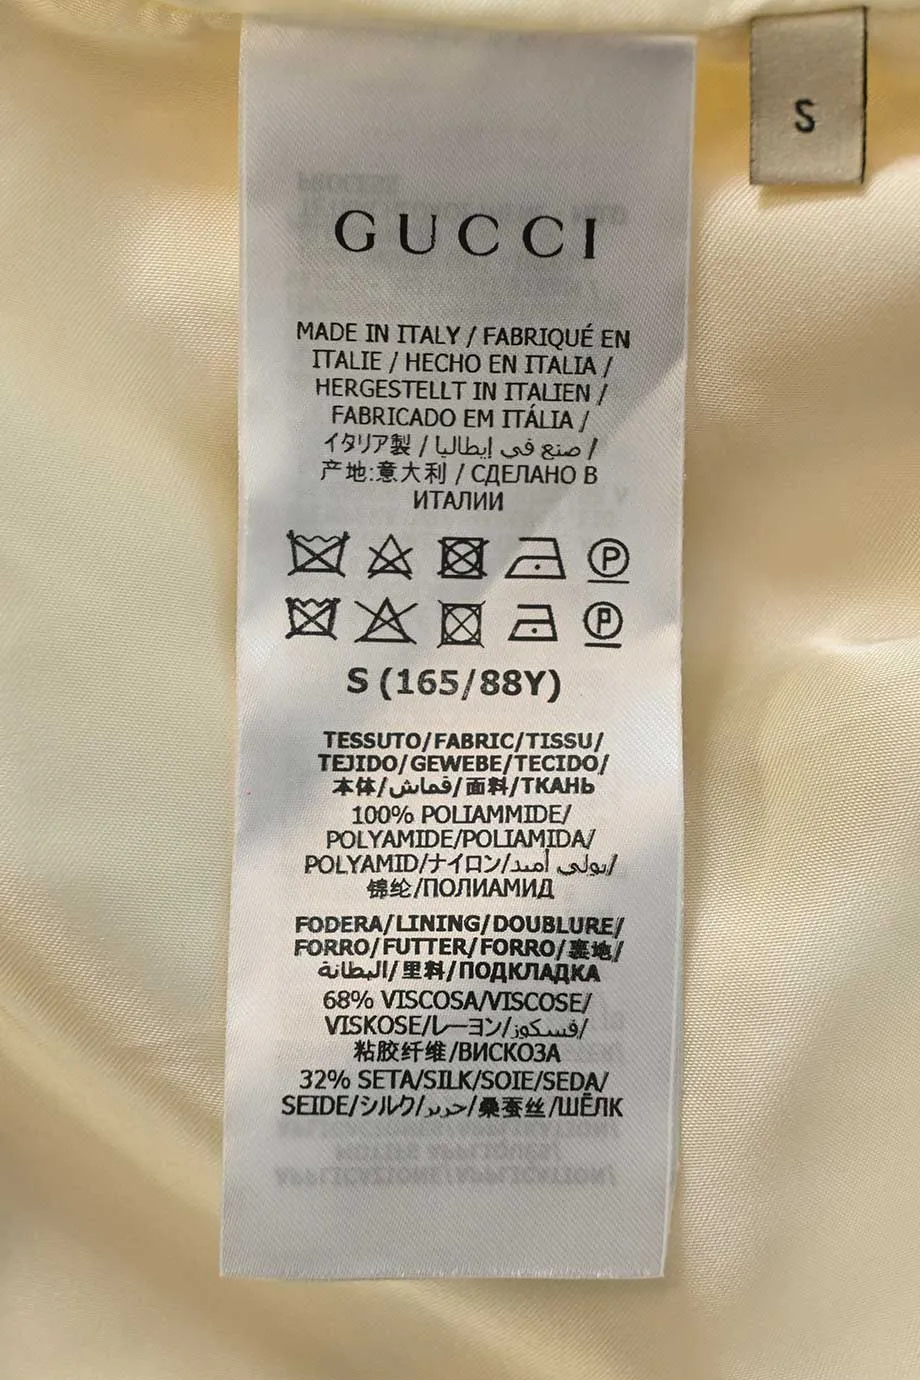 S
GUCCI
MADE IN ITALY / FABRIQUÉ EN
ITALIE / HECHO EN ITALIA /
HERGESTELLT IN ITALIEN /
FABRICADO EM ITÁLIA /
イタリア製 / صنع في إيطاليا /
产地:意大利 / СДЕЛАНО В
ИТАЛИИ
P
P
S (165/88Y)
TESSUTO/FABRIC/TISSU/
TEJIDO/GEWEBE/TECIDO/
本体/قماش/面料/ТКАНЬ
100% POLIAMMIDE/
POLYAMIDE/POLIAMIDA/
POLYAMID/ナイロン/بولي أميد/
锦纶/ПОЛИАМИД
FODERA/LINING/DOUBLURE/
FORRO/FUTTER/FORRO/裏地/
البطانة/里料/ПОДКЛАДКА
68% VISCOSA/VISCOSE/
VISKOSE/レーヨン/فسكوز/
粘胶纤维/ВИСКОЗА
32% SETA/SILK/SOIE/SEDA/
SEIDE/シルク/حرير/桑蚕丝/ШЁЛК